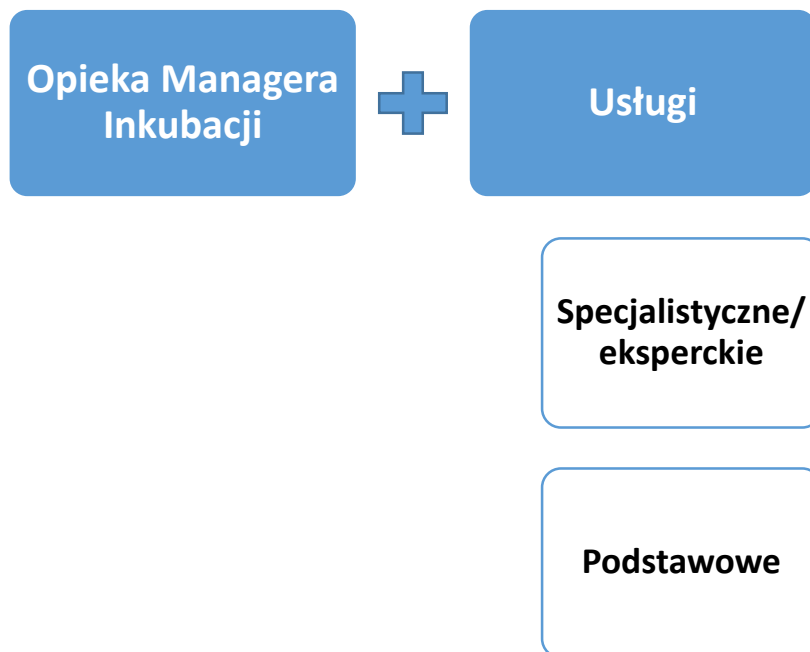 Opieka Managera
Inkubacji
Usługi
Specjalistyczne/
eksperckie
Podstawowe